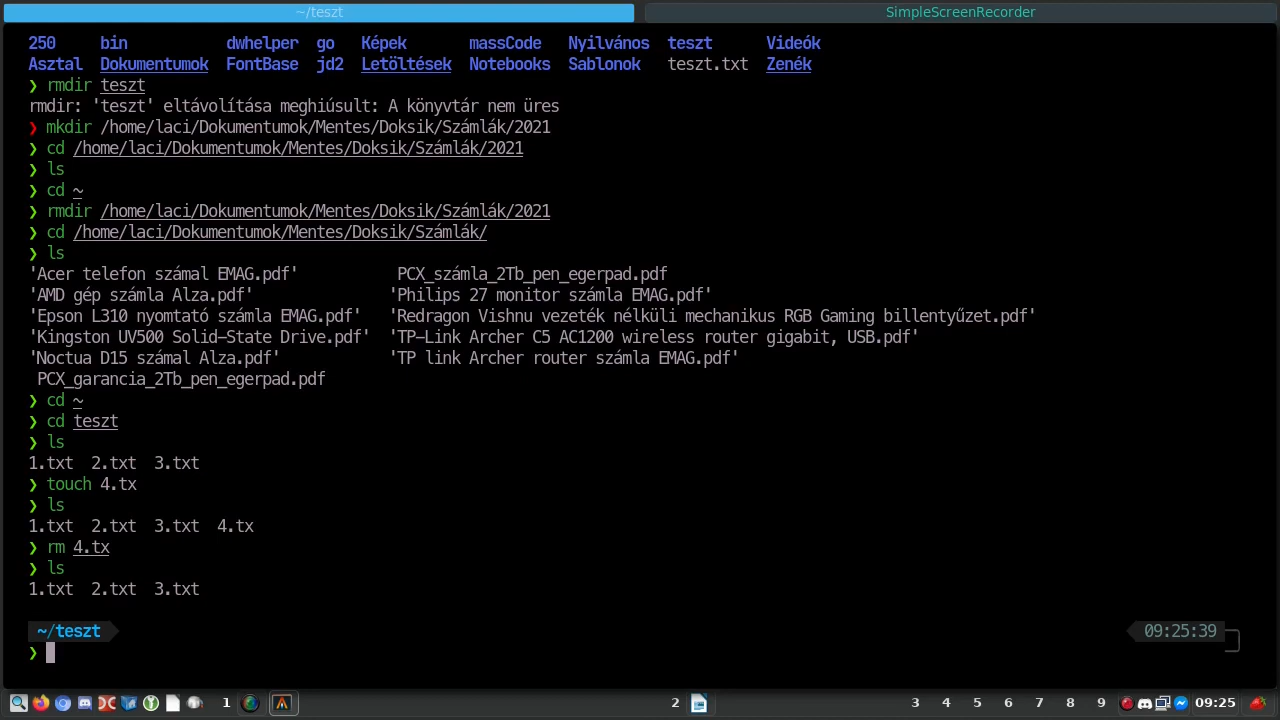 ~/teszt SimpleScreenRecorder
250 bin dwhelper go Képek massCode Nyilvános teszt Videók
Asztal Dokumentumok FontBase jd2 Letöltések Notebooks Sablonok teszt.txt Zenék
❯ rmdir teszt
rmdir: 'teszt' eltávolítása meghiúsult: A könyvtár nem üres
❯ mkdir /home/laci/Dokumentumok/Mentes/Doksik/Számlák/2021
❯ cd /home/laci/Dokumentumok/Mentes/Doksik/Számlák/2021
❯ ls
❯ cd ~
❯ rmdir /home/laci/Dokumentumok/Mentes/Doksik/Számlák/2021
❯ cd /home/laci/Dokumentumok/Mentes/Doksik/Számlák/
❯ ls
'Acer telefon számal EMAG.pdf' PCX_számla_2Tb_pen_egerpad.pdf
'AMD gép számla Alza.pdf' 'Philips 27 monitor számla EMAG.pdf'
'Epson L310 nyomtató számla EMAG.pdf' 'Redragon Vishnu vezeték nélküli mechanikus RGB Gaming billentyűzet.pdf'
'Kingston UV500 Solid-State Drive.pdf' 'TP-Link Archer C5 AC1200 wireless router gigabit, USB.pdf'
'Noctua D15 számal Alza.pdf' 'TP link Archer router számla EMAG.pdf'
PCX_garancia_2Tb_pen_egerpad.pdf
❯ cd ~
❯ cd teszt
❯ ls
1.txt 2.txt 3.txt
❯ touch 4.tx
❯ ls
1.txt 2.txt 3.txt 4.tx
❯ rm 4.tx
❯ ls
1.txt 2.txt 3.txt
~/teszt 09:25:39
❯
1 2 3 4 5 6 7 8 9 09:25